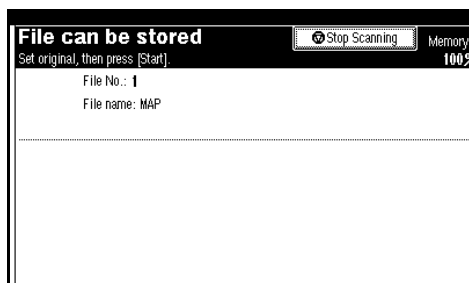 File can be stored
Stop Scanning
Memory
Set original, then press [Start].
100%
File No.: 1
File name: MAP